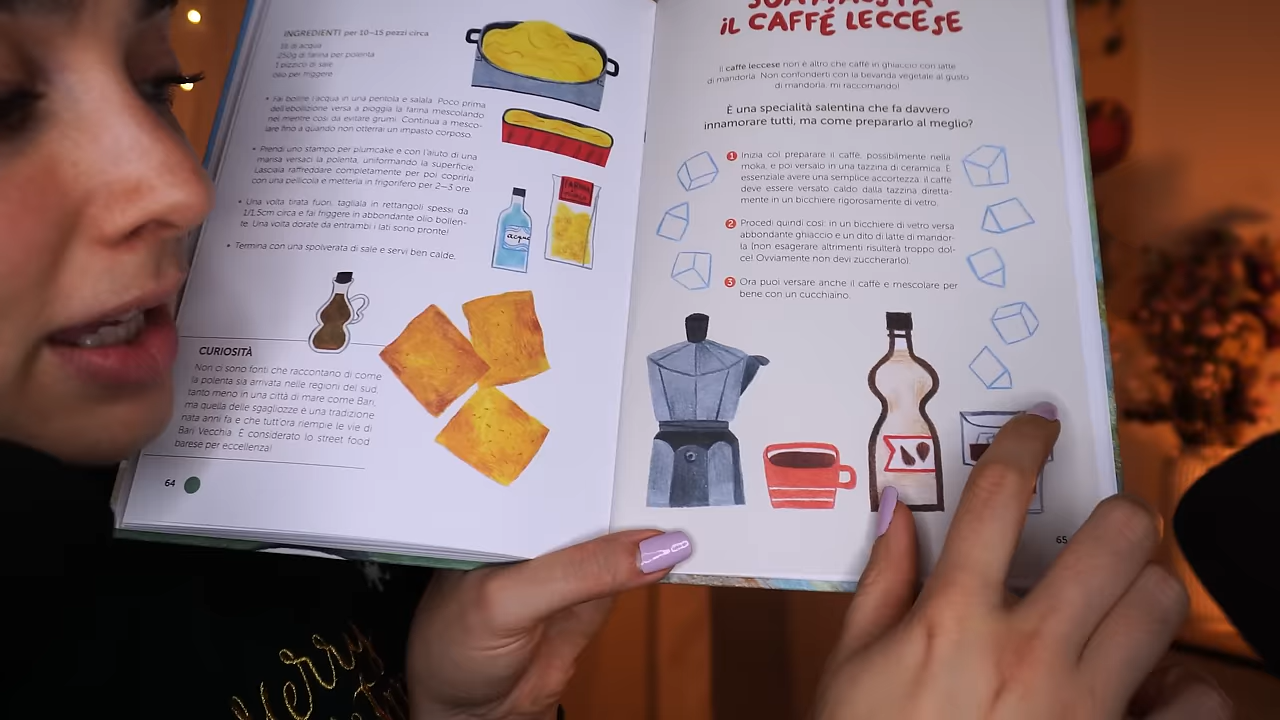 INGREDIENTI per 10-15 pezzi circa
1lt di acqua
250g di farina per polenta
1 pizzico di sale
olio per friggere
• Fai bollire l'acqua in una pentola e salala. Poco prima
dell'ebollizione versa a pioggia la farina mescolando
nel mentre così da evitare grumi. Continua a mesco-
lare fino a quando non otterrai un impasto corposo.
• Prendi uno stampo per plumcake e con l'aiuto di una
marisa versaci la polenta, uniformando la superficie.
Lasciala raffreddare completamente per poi coprirla
con una pellicola e metterla in frigorifero per 2-3 ore.
• Una volta tirata fuori, tagliala in rettangoli spessi da
1/1,5cm circa e fai friggere in abbondante olio bollen-
te. Una volta dorate da entrambi i lati sono pronte!
• Termina con una spolverata di sale e servi ben calde.
acqua
FARINA
CURIOSITÀ
Non ci sono fonti che raccontano di come
la polenta sia arrivata nelle regioni del sud,
tanto meno in una città di mare come Bari,
ma quella delle sgagliozze è una tradizione
nata anni fa e che tutt'ora riempie le vie di
Bari Vecchia. È considerato lo street food
barese per eccellenza!
64
iL CAFFÉ LECCESE
Il caffè leccese non è altro che caffè in ghiaccio con latte
di mandorla. Non confonderti con la bevanda vegetale al gusto
di mandorla, mi raccomando!
È una specialità salentina che fa davvero
innamorare tutti, ma come prepararlo al meglio?
1 Inizia col preparare il caffè, possibilmente nella
moka, e poi versalo in una tazzina di ceramica. È
essenziale avere una semplice accortezza: il caffè
deve essere versato caldo dalla tazzina diretta-
mente in un bicchiere rigorosamente di vetro.
2 Procedi quindi così: in un bicchiere di vetro versa
abbondante ghiaccio e un dito di latte di mandor-
la (non esagerare altrimenti risulterà troppo dol-
ce! Ovviamente non devi zuccherarlo).
3 Ora puoi versare anche il caffè e mescolare per
bene con un cucchiaino.
65
Merry